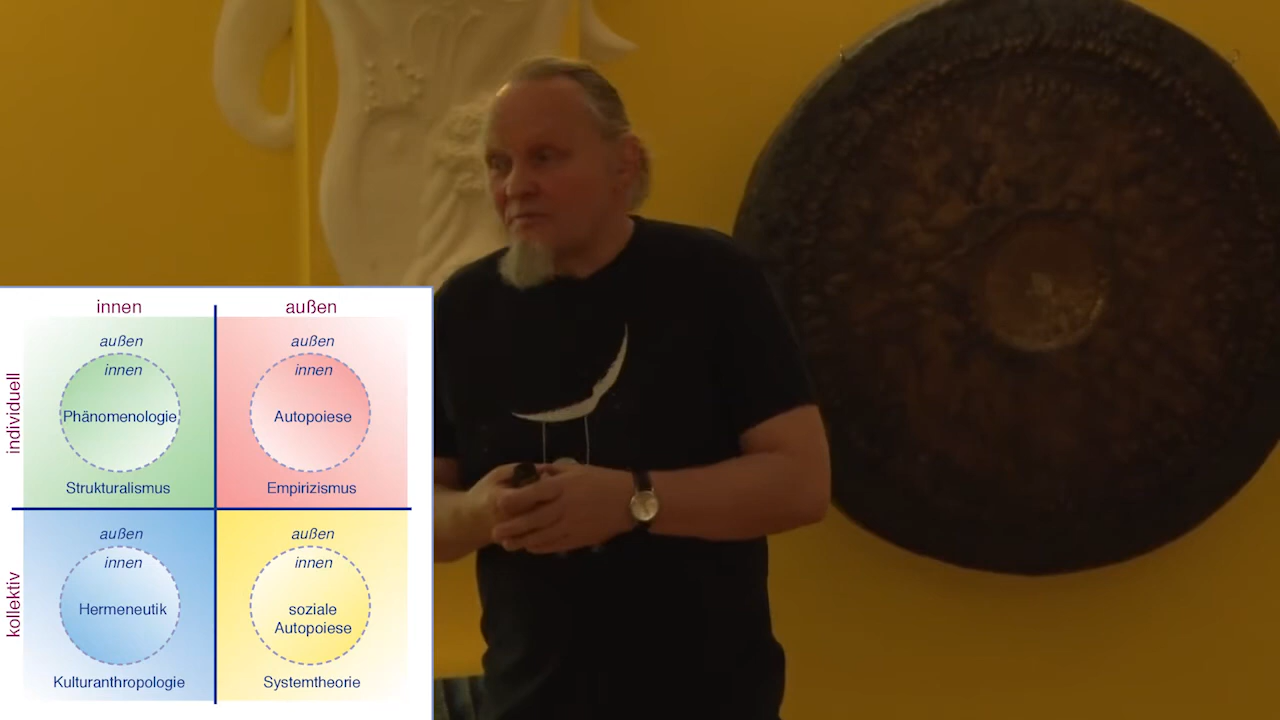 innen
außen
individuell
außen
innen
Phänomenologie
Strukturalismus
außen
innen
Autopoiese
Empirizismus
kollektiv
außen
innen
Hermeneutik
Kulturanthropologie
außen
innen
soziale
Autopoiese
Systemtheorie